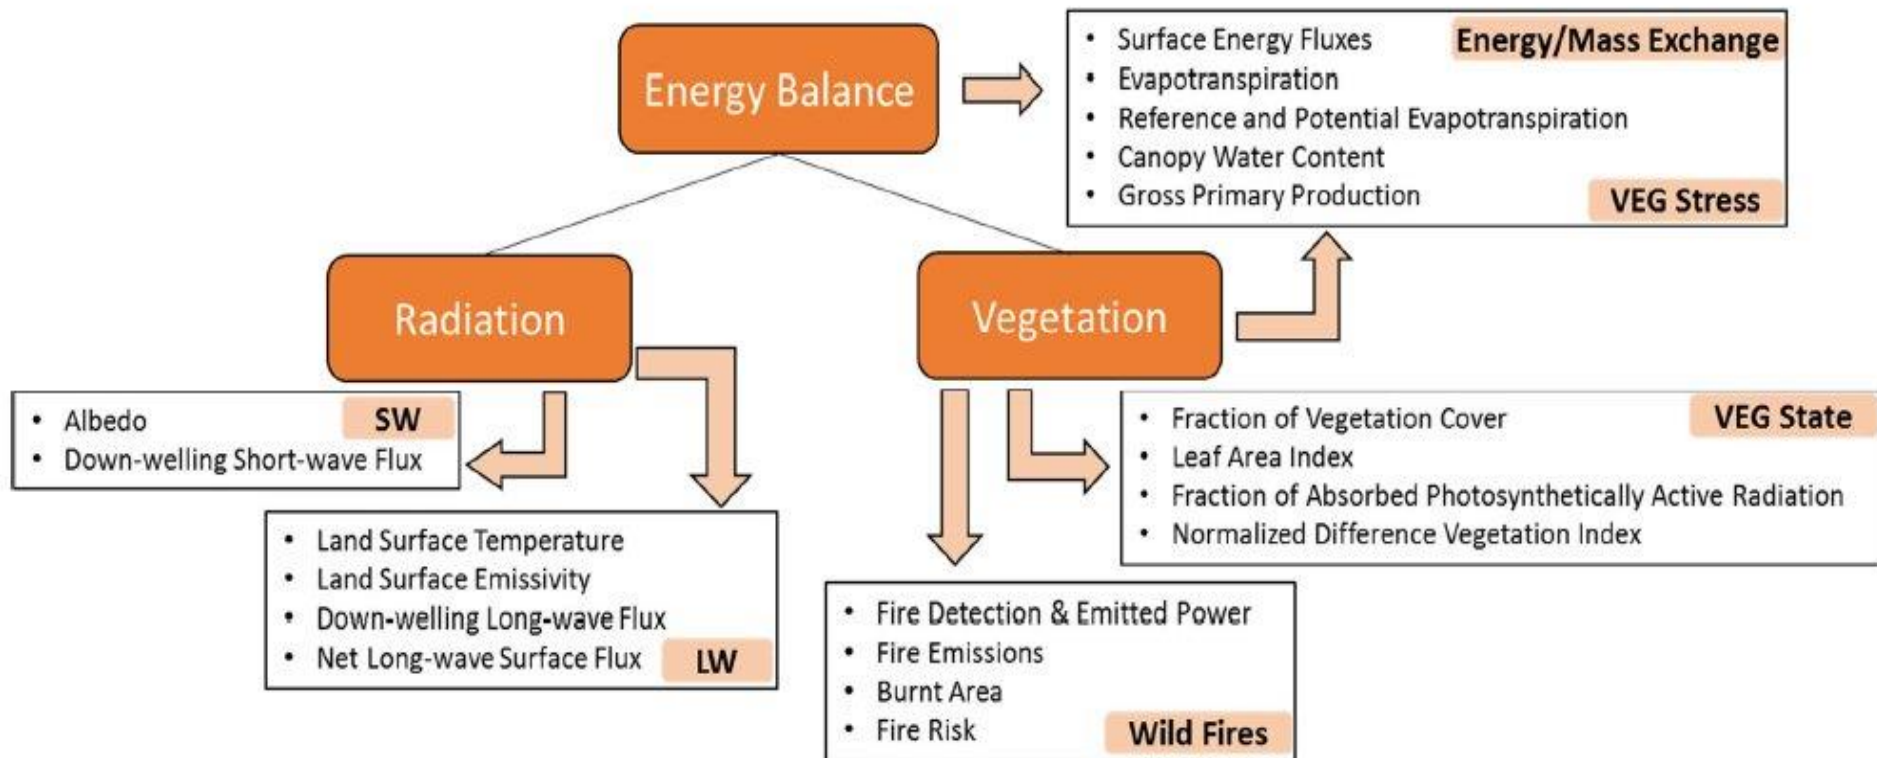 Energy Balance
• Surface Energy Fluxes
Energy/Mass Exchange
• Evapotranspiration
• Reference and Potential Evapotranspiration
• Canopy Water Content
• Gross Primary Production
VEG Stress
Radiation
Vegetation
• Albedo
SW
• Down-welling Short-wave Flux
• Land Surface Temperature
• Land Surface Emissivity
• Down-welling Long-wave Flux
• Net Long-wave Surface Flux
LW
• Fraction of Vegetation Cover
VEG State
• Leaf Area Index
• Fraction of Absorbed Photosynthetically Active Radiation
• Normalized Difference Vegetation Index
• Fire Detection & Emitted Power
• Fire Emissions
• Burnt Area
• Fire Risk
Wild Fires